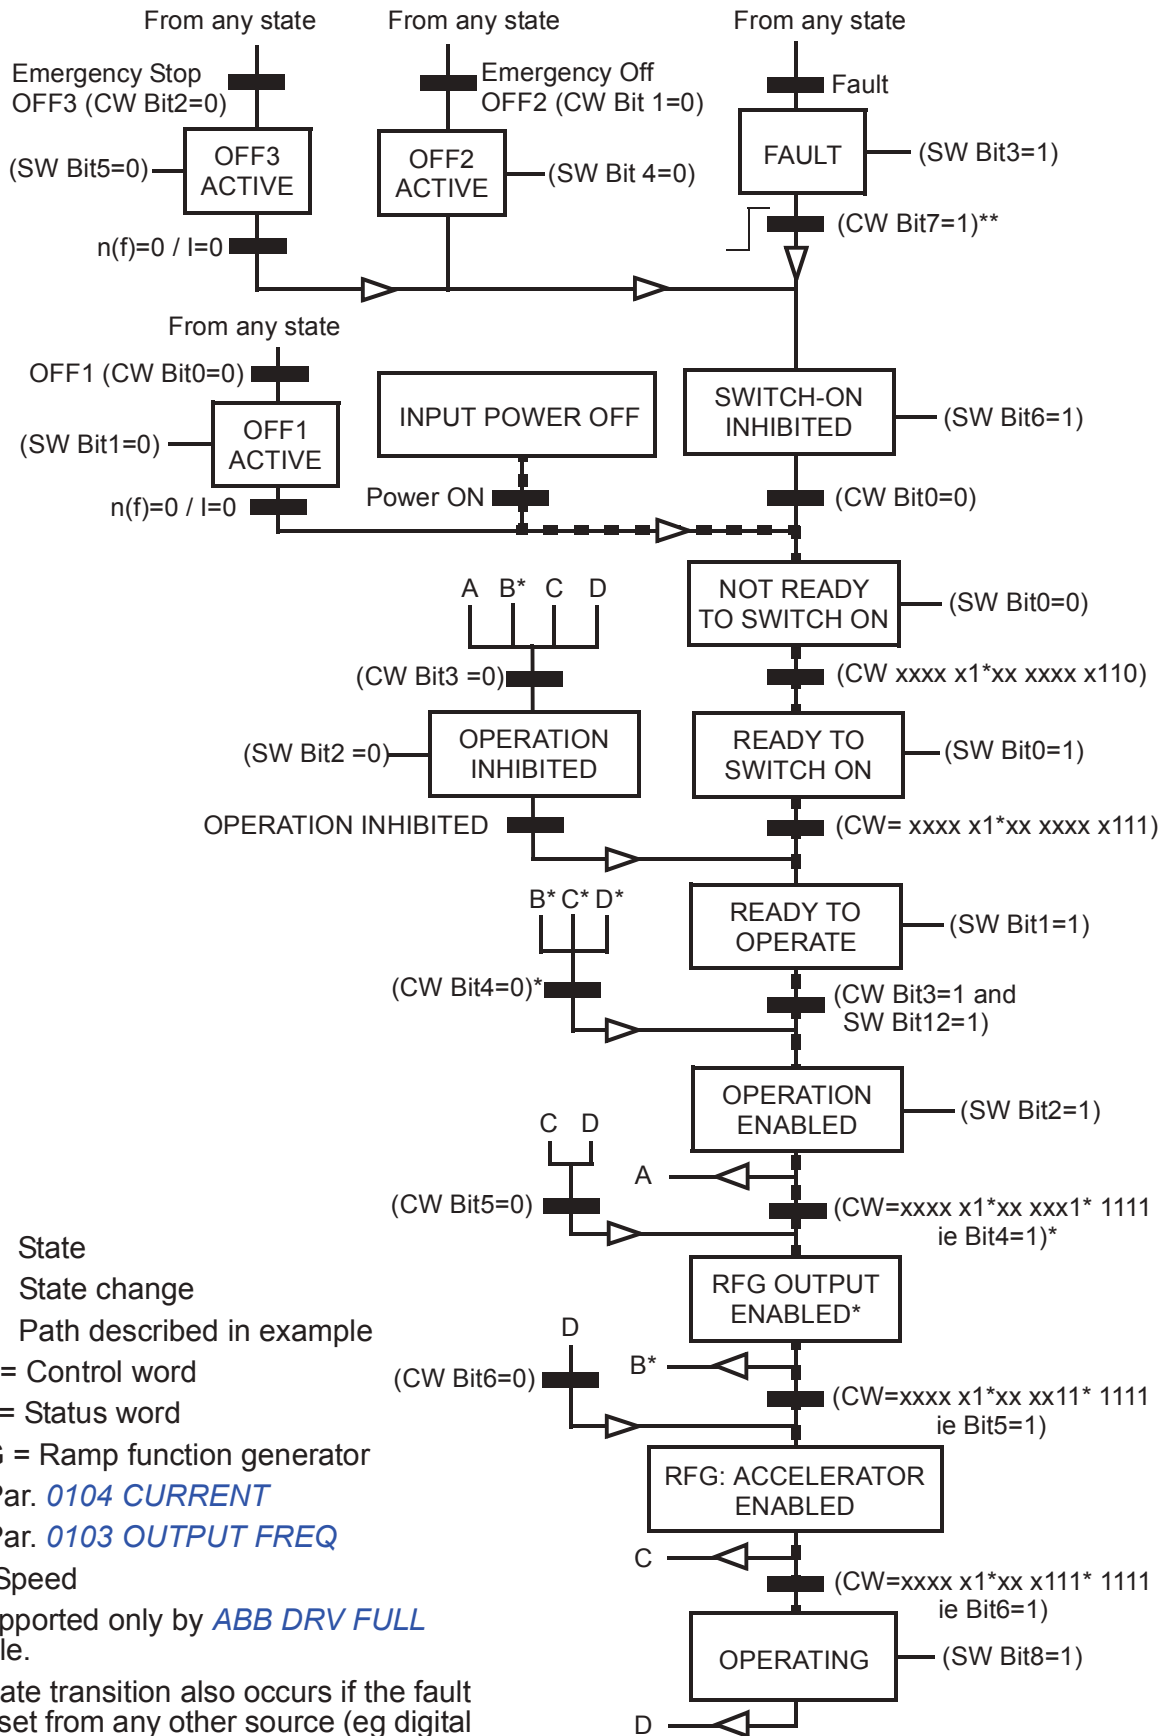 From any state
From any state
From any state
Emergency Stop
OFF3 (CW Bit2=0)
Emergency Off
OFF2 (CW Bit 1=0)
Fault
(SW Bit5=0)
OFF3
ACTIVE
OFF2
ACTIVE
(SW Bit 4=0)
FAULT
(SW Bit3=1)
n(f)=0 / I=0
(CW Bit7=1)**
From any state
OFF1 (CW Bit0=0)
(SW Bit1=0)
OFF1
ACTIVE
INPUT POWER OFF
SWITCH-ON
INHIBITED
(SW Bit6=1)
n(f)=0 / I=0
Power ON
(CW Bit0=0)
A B* C D
NOT READY
TO SWITCH ON
(SW Bit0=0)
(CW Bit3 =0)
(CW xxxx x1*xx xxxx x110)
(SW Bit2 =0)
OPERATION
INHIBITED
READY TO
SWITCH ON
(SW Bit0=1)
OPERATION INHIBITED
(CW= xxxx x1*xx xxxx x111)
B* C* D*
READY TO
OPERATE
(SW Bit1=1)
(CW Bit4=0)*
(CW Bit3=1 and
SW Bit12=1)
OPERATION
ENABLED
(SW Bit2=1)
C D
A
(CW Bit5=0)
(CW=xxxx x1*xx xxx1* 1111
ie Bit4=1)*
RFG OUTPUT
ENABLED*
D
B*
(CW Bit6=0)
(CW=xxxx x1*xx xx11* 1111
ie Bit5=1)
RFG: ACCELERATOR
ENABLED
C
(CW=xxxx x1*xx x111* 1111
ie Bit6=1)
OPERATING
(SW Bit8=1)
D
State
State change
Path described in example
= Control word
= Status word
= Ramp function generator
Par. 0104 CURRENT
Par. 0103 OUTPUT FREQ
Speed
only by ABB DRV FULL
transition also occurs if the fault
from any other source (eg digital